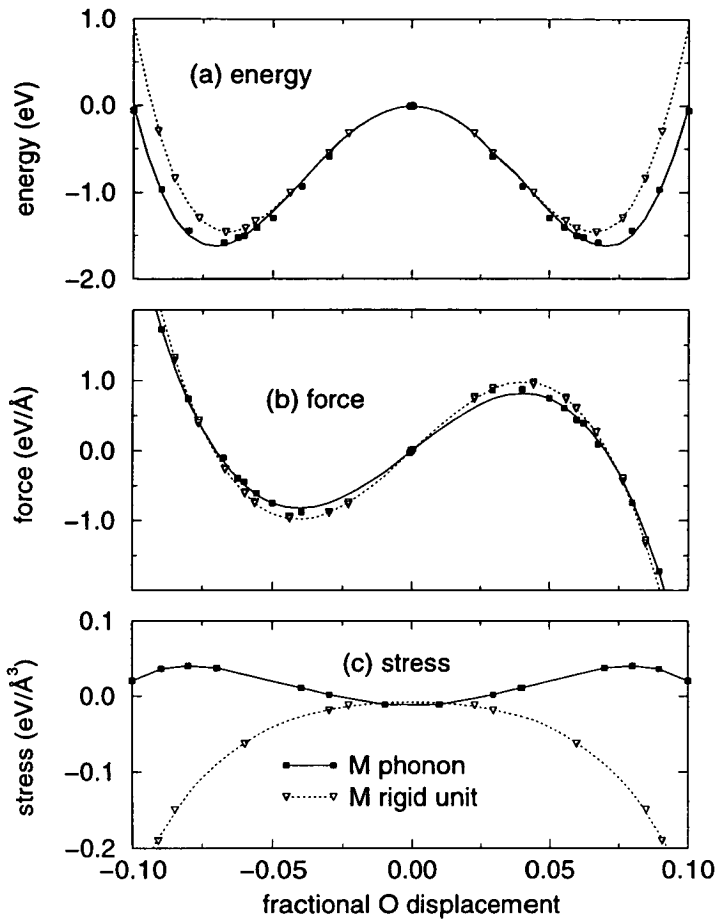 1.0
(a) energy
0.0
energy (eV)
−1.0
−2.0
1.0
(b) force
0.0
force (eV/Å)
−1.0
0.1
(c) stress
0.0
stress (eV/Å³)
−0.1
M phonon
M rigid unit
−0.2
−0.10 −0.05 0.00 0.05 0.10
fractional O displacement